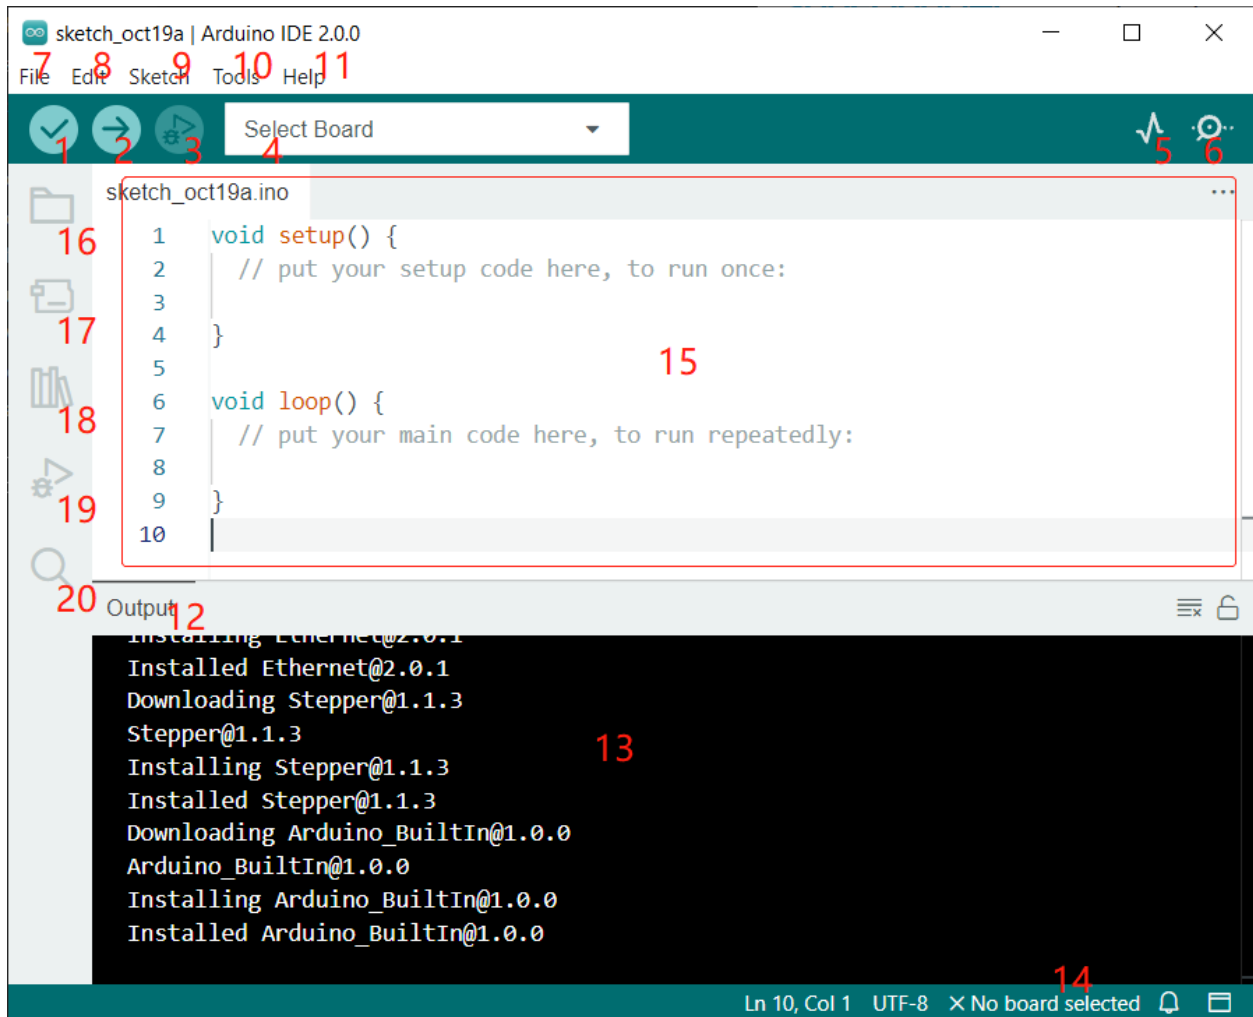 sketch_oct19a | Arduino IDE 2.0.0
File Edit Sketch Tools Help
7 8 9 10 11
Select Board
1 2 3 4 5 6
sketch_oct19a.ino
1 void setup() {
2 // put your setup code here, to run once:
3
4 }
5
6 void loop() {
7 // put your main code here, to run repeatedly:
8
9 }
10
15
16
17
18
19
20
Output
12
Installing Ethernet@2.0.1
Installed Ethernet@2.0.1
Downloading Stepper@1.1.3
Stepper@1.1.3
Installing Stepper@1.1.3
Installed Stepper@1.1.3
Downloading Arduino_BuiltIn@1.0.0
Arduino_BuiltIn@1.0.0
Installing Arduino_BuiltIn@1.0.0
Installed Arduino_BuiltIn@1.0.0
13
14
Ln 10, Col 1 UTF-8 × No board selected